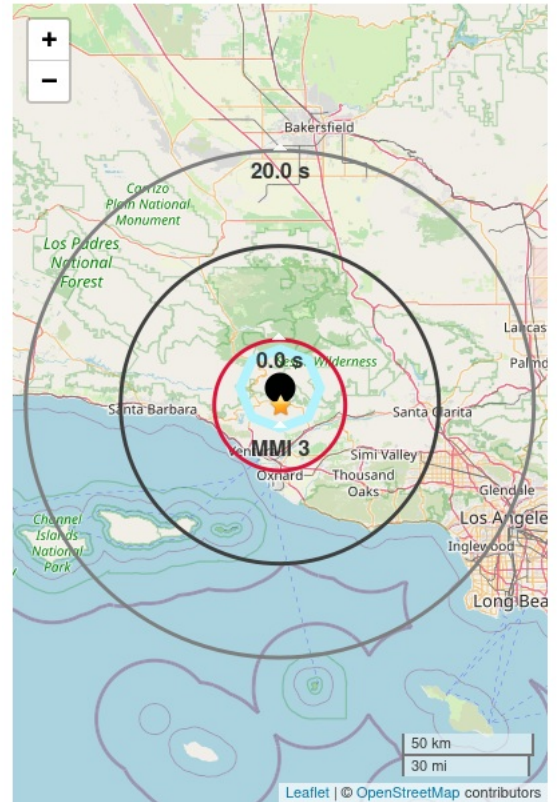 +
−
Bakersfield
20.0 s
Carrizo
Plain National
Monument
Los Padres
National
Forest
Lancas
Palmd
0.0 s
Wilderness
Santa Barbara
Santa Clarita
MMI 3
Simi Valley
Oxnard
Thousand
Oaks
Glendale
Channel
Islands
National
Park
Los Angele
Inglewood
Long Bea
50 km
30 mi
Leaflet | © OpenStreetMap contributors